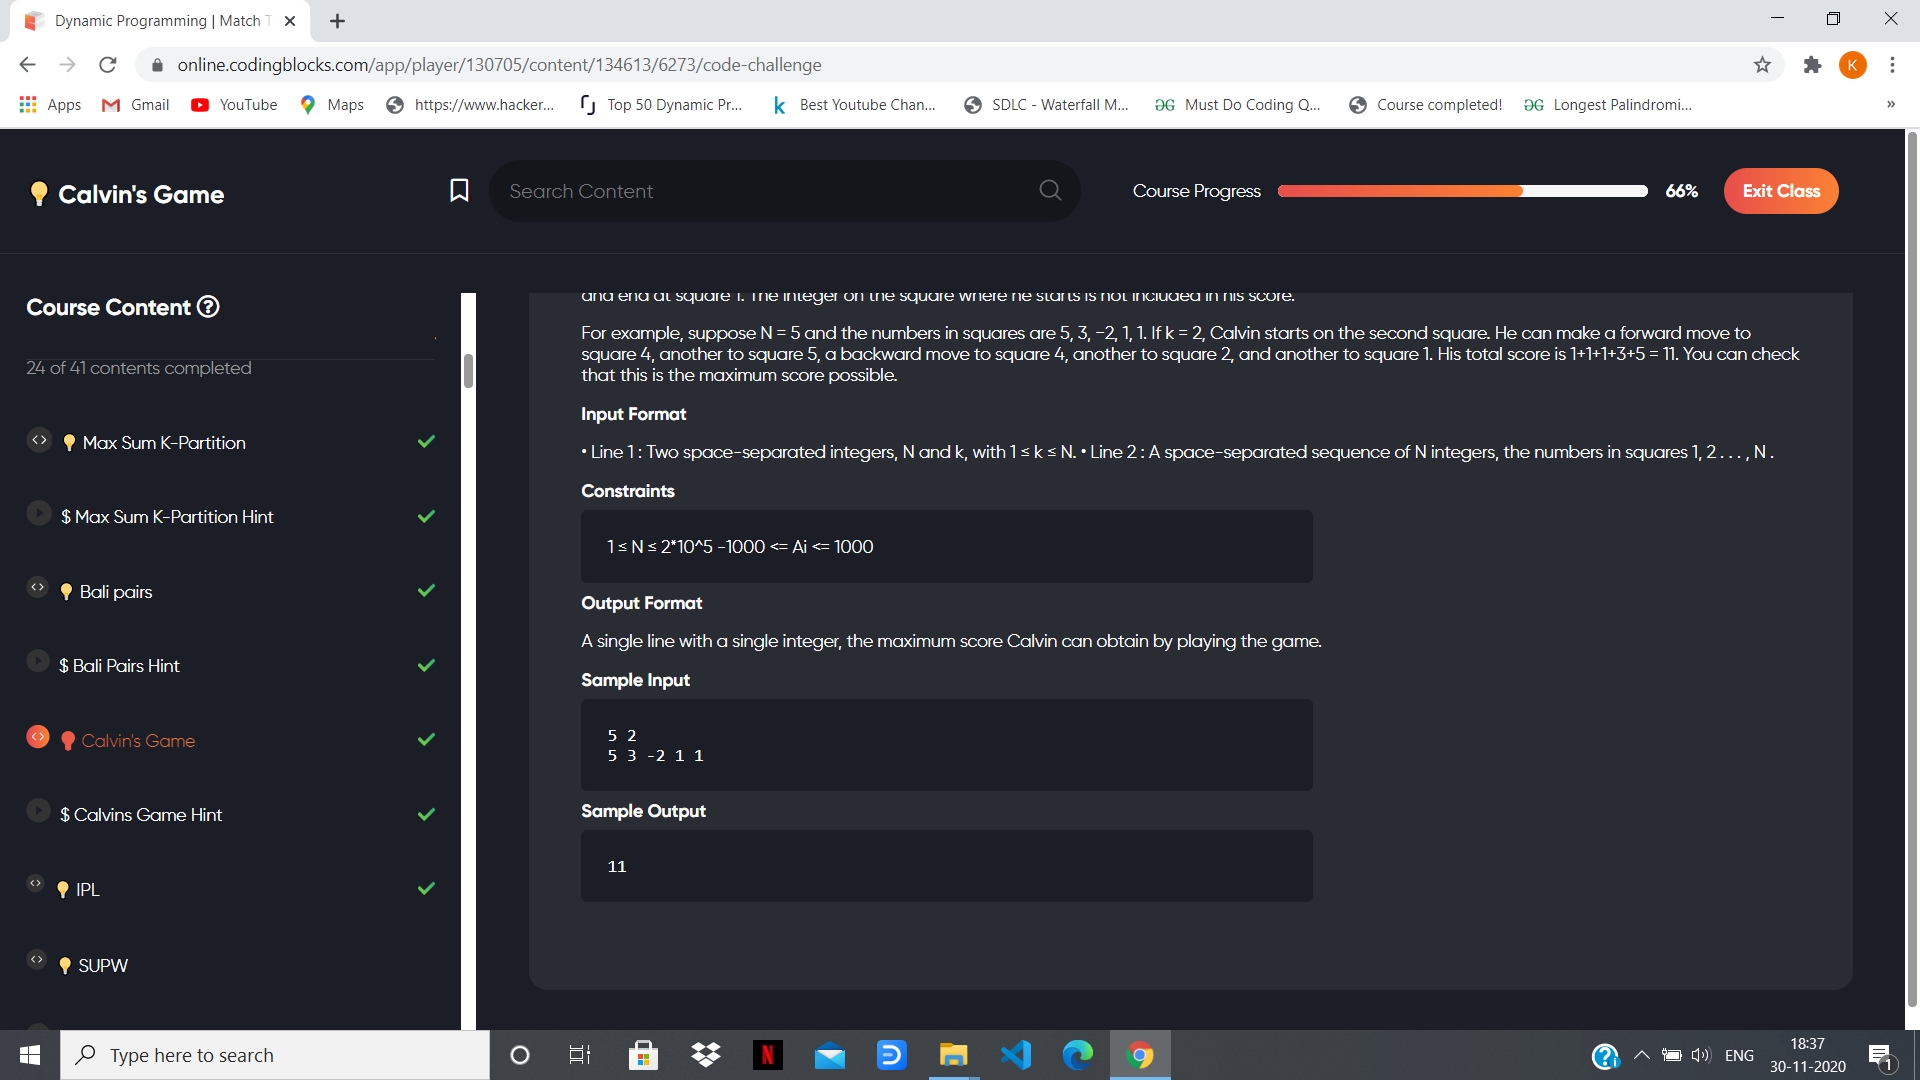 Dynamic Programming | Match T
online.codingblocks.com/app/player/130705/content/134613/6273/code-challenge
K
Apps Gmail YouTube Maps https://www.hacker... Top 50 Dynamic Pr... Best Youtube Chan... SDLC - Waterfall M... Must Do Coding Q... Course completed! Longest Palindromi... »
Calvin's Game
Search Content
Course Progress 66% Exit Class
Course Content
24 of 41 contents completed
Max Sum K-Partition
$ Max Sum K-Partition Hint
Bali pairs
$ Bali Pairs Hint
Calvin's Game
$ Calvins Game Hint
IPL
SUPW
and end at square 1. The integer on the square where he starts is not included in his score.
For example, suppose N = 5 and the numbers in squares are 5, 3, −2, 1, 1. If k = 2, Calvin starts on the second square. He can make a forward move to
square 4, another to square 5, a backward move to square 4, another to square 2, and another to square 1. His total score is 1+1+1+3+5 = 11. You can check
that this is the maximum score possible.
Input Format
• Line 1 : Two space-separated integers, N and k, with 1 ≤ k ≤ N. • Line 2 : A space-separated sequence of N integers, the numbers in squares 1, 2 . . . , N .
Constraints
1 ≤ N ≤ 2*10^5 -1000 <= Ai <= 1000
Output Format
A single line with a single integer, the maximum score Calvin can obtain by playing the game.
Sample Input
5 2
5 3 -2 1 1
Sample Output
11
Type here to search
ENG
18:37
30-11-2020
1